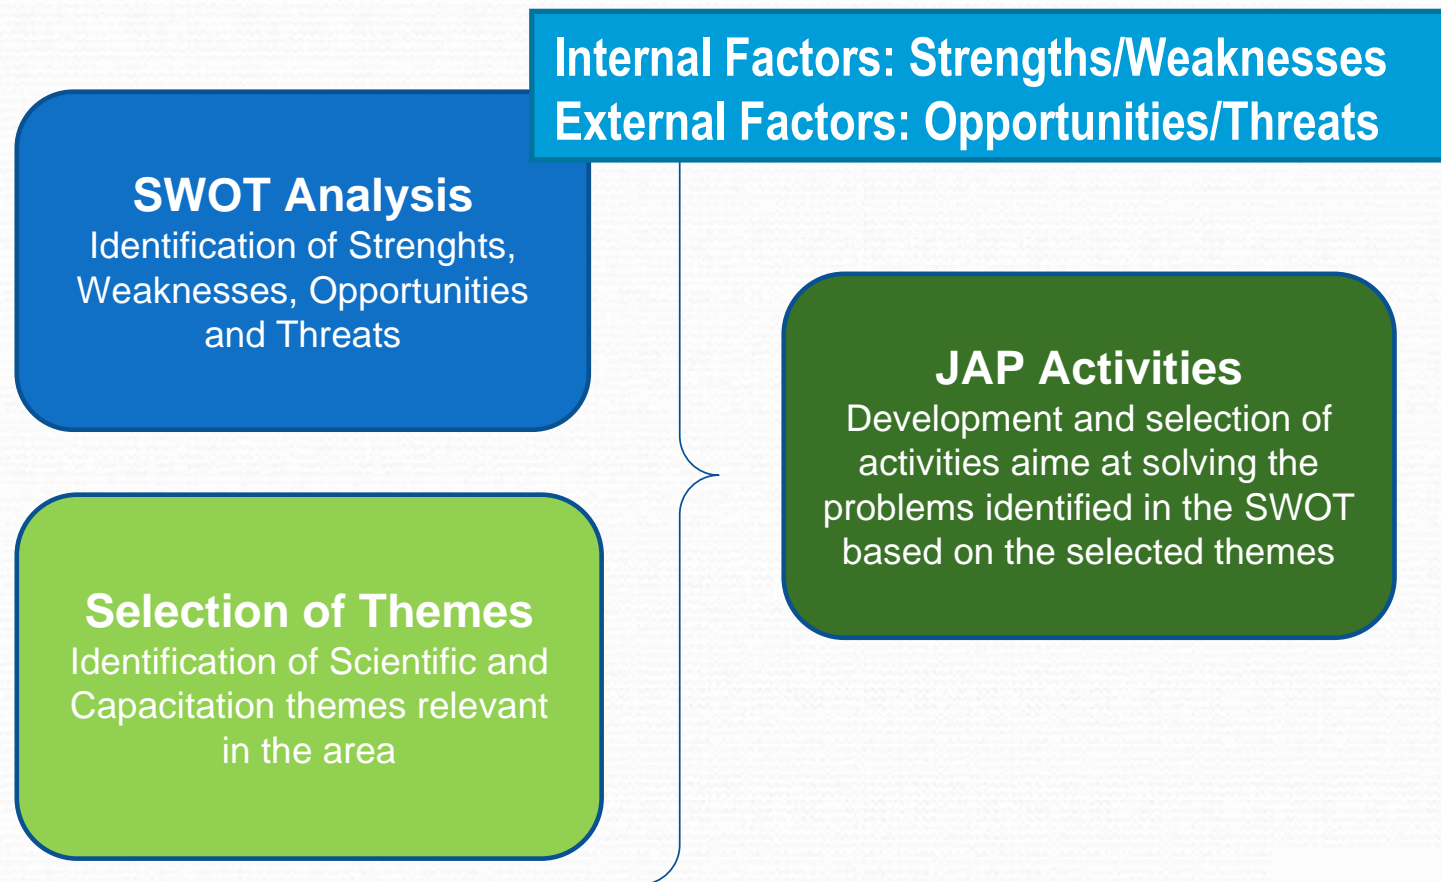 Internal Factors: Strengths/Weaknesses
External Factors: Opportunities/Threats
SWOT Analysis
Identification of Strenghts,
Weaknesses, Opportunities
and Threats
Selection of Themes
Identification of Scientific and
Capacitation themes relevant
in the area
JAP Activities
Development and selection of
activities aime at solving the
problems identified in the SWOT
based on the selected themes